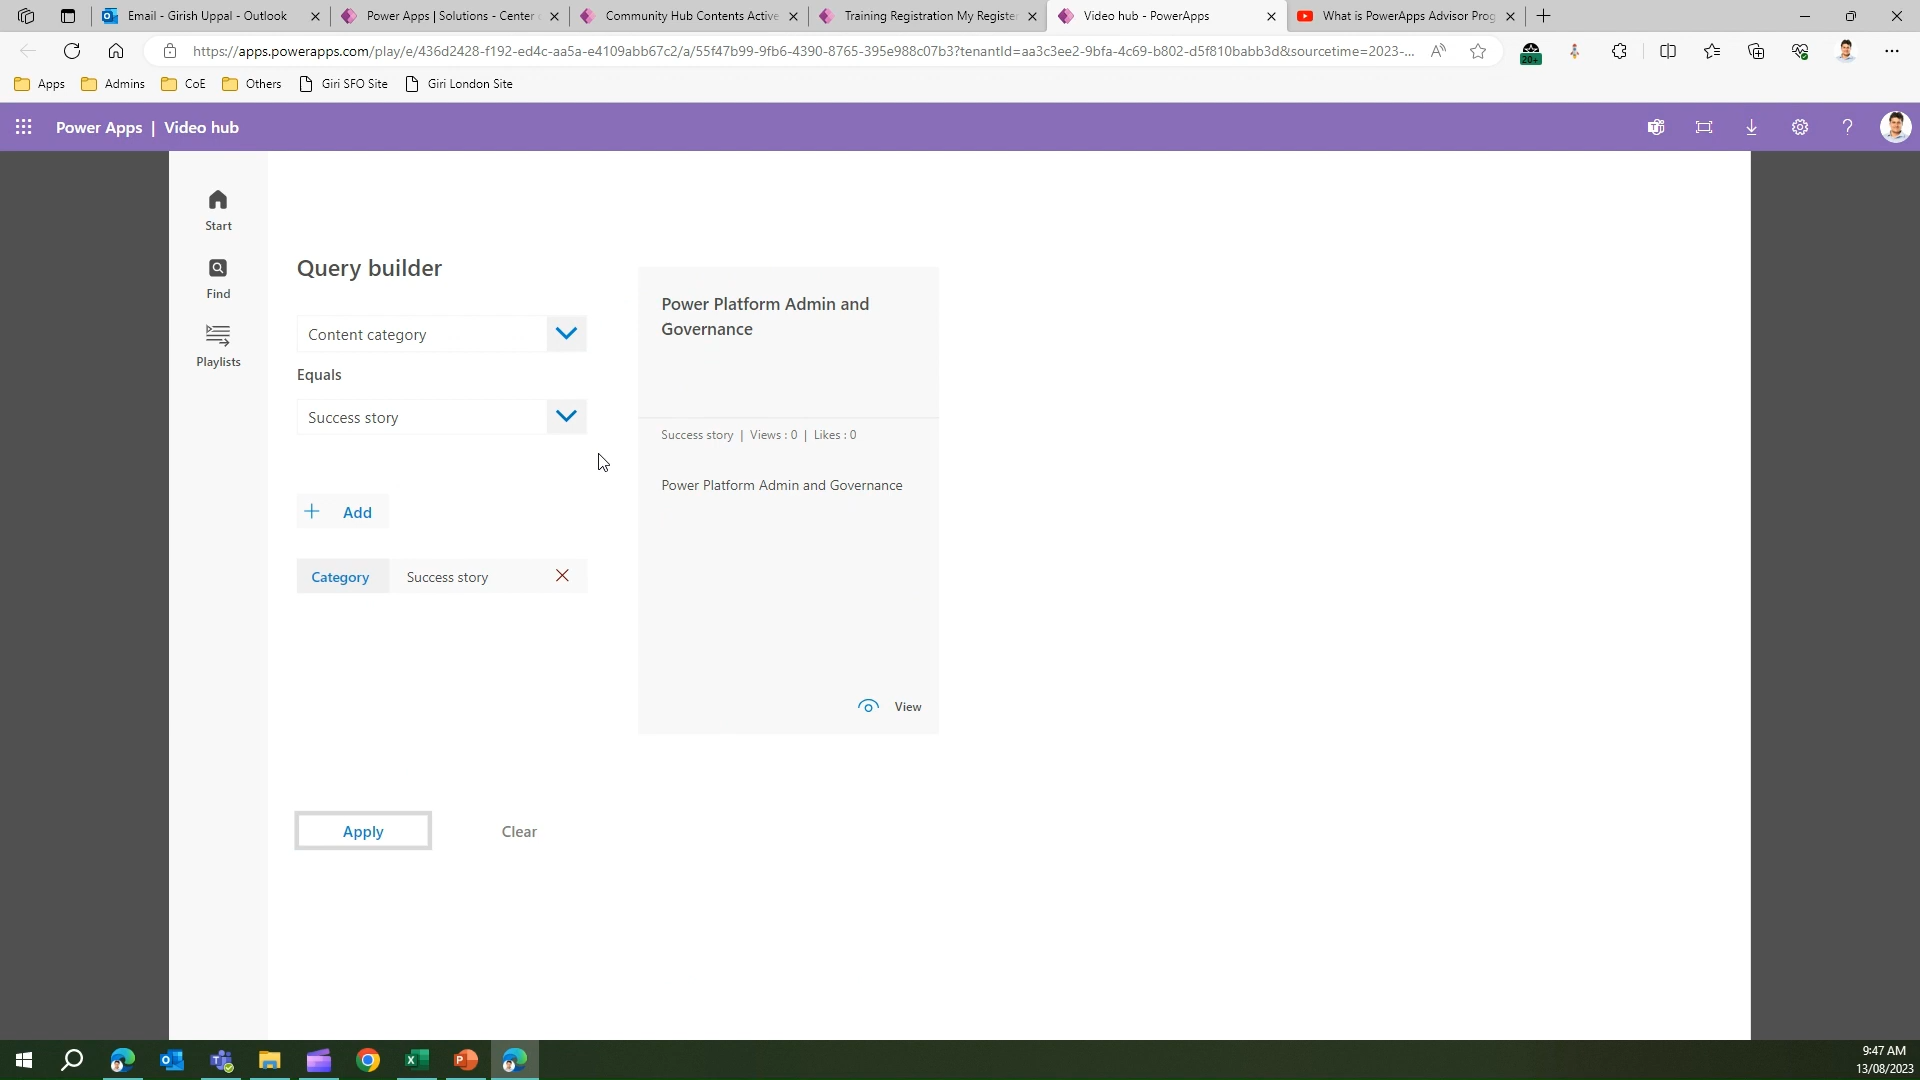 Email - Girish Uppal - Outlook
Power Apps | Solutions - Center
Community Hub Contents Active
Training Registration My Register
Video hub - PowerApps
What is PowerApps Advisor Prog
https://apps.powerapps.com/play/e/436d2428-f192-ed4c-aa5a-e4109abb67c2/a/55f47b99-9fb6-4390-8765-395e988c07b3?tenantId=aa3c3ee2-9bfa-4c69-b802-d5f810babb3d&sourcetime=2023-...
20+
Apps
Admins
CoE
Others
Giri SFO Site
Giri London Site
Power Apps | Video hub
Start
Find
Playlists
Query builder
Content category
Equals
Success story
+ Add
Category Success story
Apply
Clear
Power Platform Admin and
Governance
Success story | Views : 0 | Likes : 0
Power Platform Admin and Governance
View
9:47 AM
13/08/2023